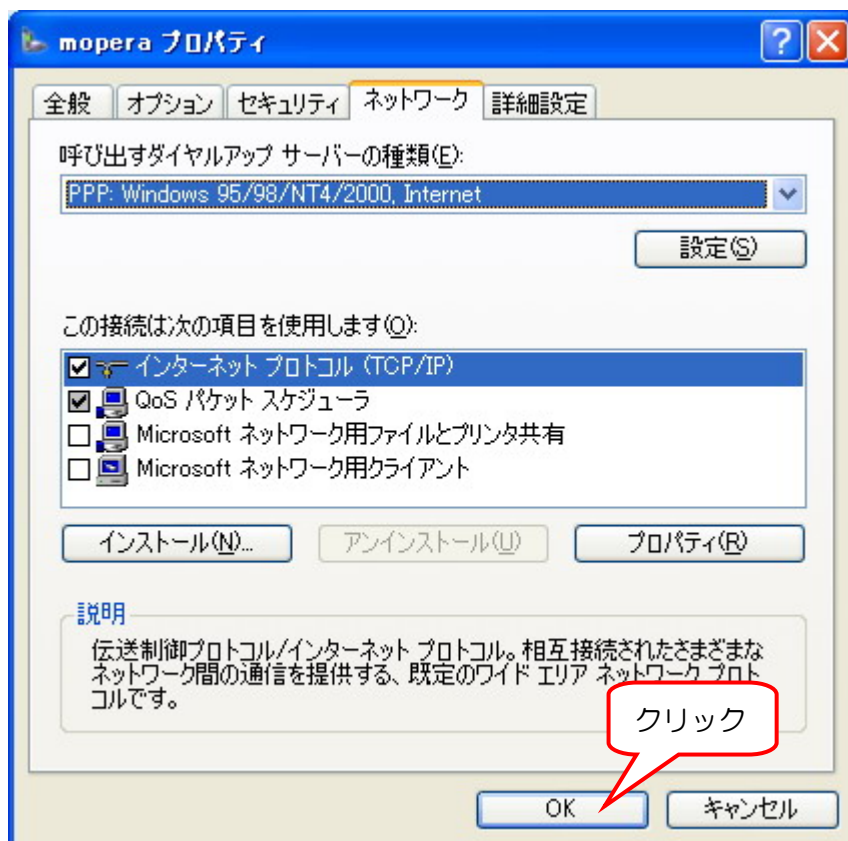 mopera プロパティ
全般 オプション セキュリティ ネットワーク 詳細設定
呼び出すダイヤルアップ サーバーの種類(E):
PPP: Windows 95/98/NT4/2000, Internet
設定(S)
この接続は次の項目を使用します(O):
インターネット プロトコル (TCP/IP)
QoS パケット スケジューラ
Microsoft ネットワーク用ファイルとプリンタ共有
Microsoft ネットワーク用クライアント
インストール(N)... アンインストール(U) プロパティ(R)
説明
伝送制御プロトコル/インターネット プロトコル。相互接続されたさまざまな
ネットワーク間の通信を提供する、既定のワイド エリア ネットワーク プロト
コルです。
クリック
OK キャンセル